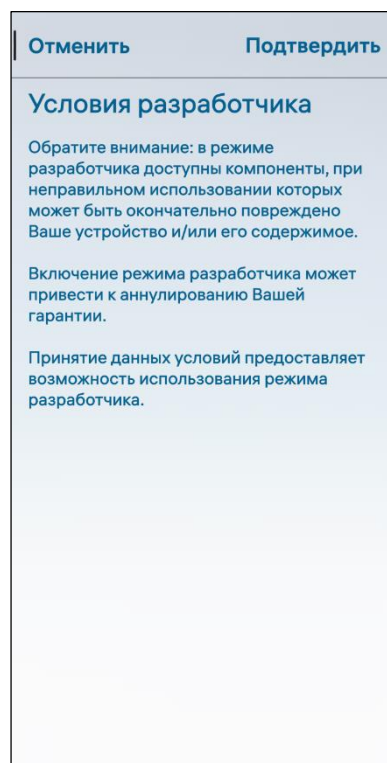 Отменить Подтвердить
Условия разработчика
Обратите внимание: в режиме
разработчика доступны компоненты, при
неправильном использовании которых
может быть окончательно повреждено
Ваше устройство и/или его содержимое.
Включение режима разработчика может
привести к аннулированию Вашей
гарантии.
Принятие данных условий предоставляет
возможность использования режима
разработчика.